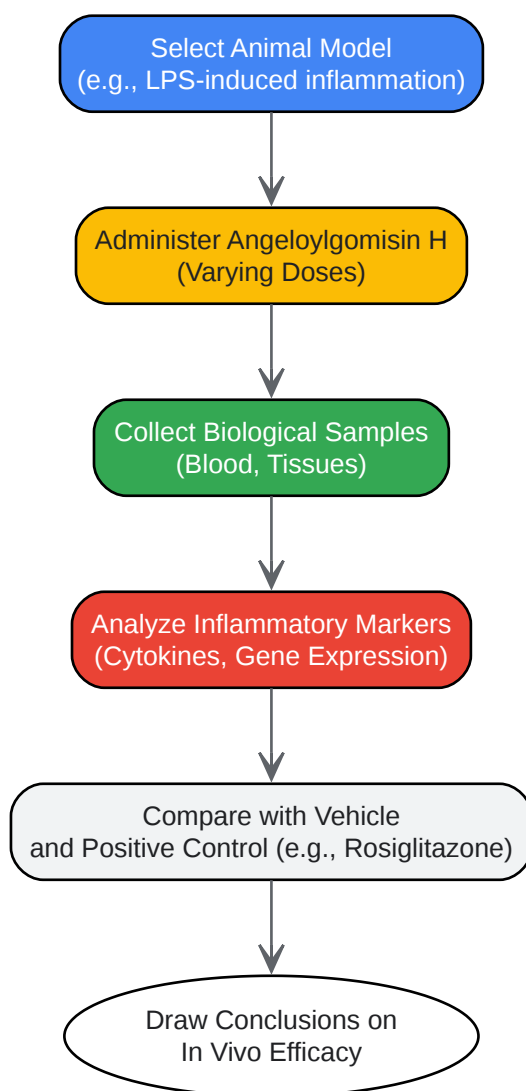 Select Animal Model
(e.g., LPS-induced inflammation)
Administer Angeloylgomisin H
(Varying Doses)
Collect Biological Samples
(Blood, Tissues)
Analyze Inflammatory Markers
(Cytokines, Gene Expression)
Compare with Vehicle
and Positive Control (e.g., Rosiglitazone)
Draw Conclusions on
In Vivo Efficacy